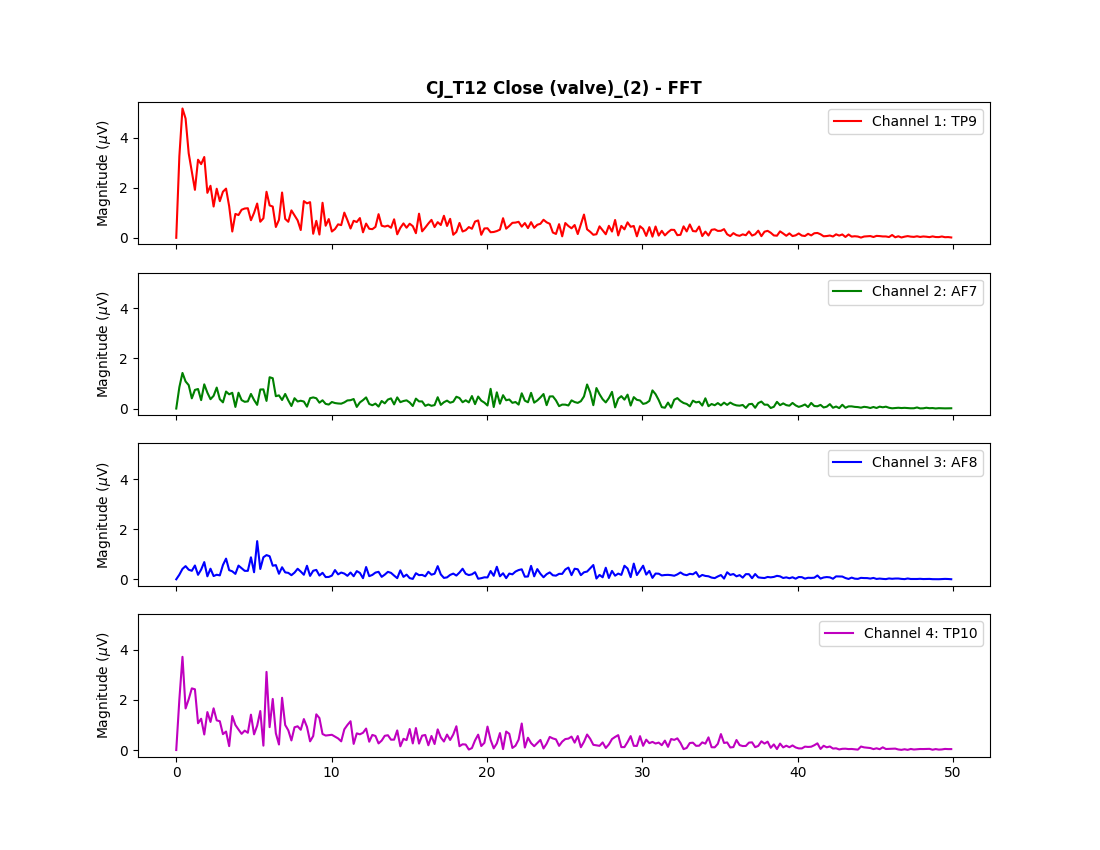 CJ_T12 Close (valve)_(2) - FFT
Magnitude (μV)
4
2
0
Channel 1: TP9
Magnitude (μV)
4
2
0
Channel 2: AF7
Magnitude (μV)
4
2
0
Channel 3: AF8
Magnitude (μV)
4
2
0
Channel 4: TP10
0 10 20 30 40 50